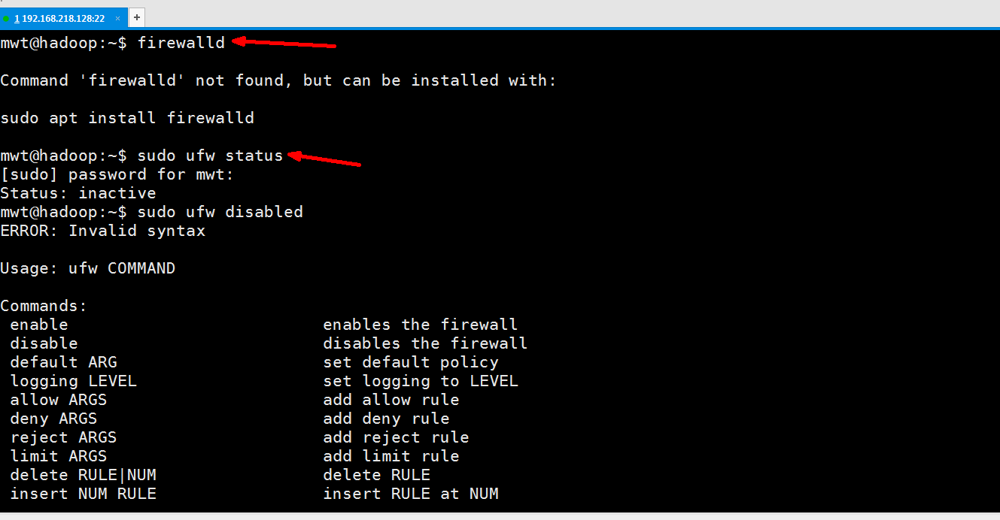 1 192.168.218.128:22 × +
mwt@hadoop:~$ firewalld
Command 'firewalld' not found, but can be installed with:
sudo apt install firewalld
mwt@hadoop:~$ sudo ufw status
[sudo] password for mwt:
Status: inactive
mwt@hadoop:~$ sudo ufw disabled
ERROR: Invalid syntax
Usage: ufw COMMAND
Commands:
enable enables the firewall
disable disables the firewall
default ARG set default policy
logging LEVEL set logging to LEVEL
allow ARGS add allow rule
deny ARGS add deny rule
reject ARGS add reject rule
limit ARGS add limit rule
delete RULE|NUM delete RULE
insert NUM RULE insert RULE at NUM